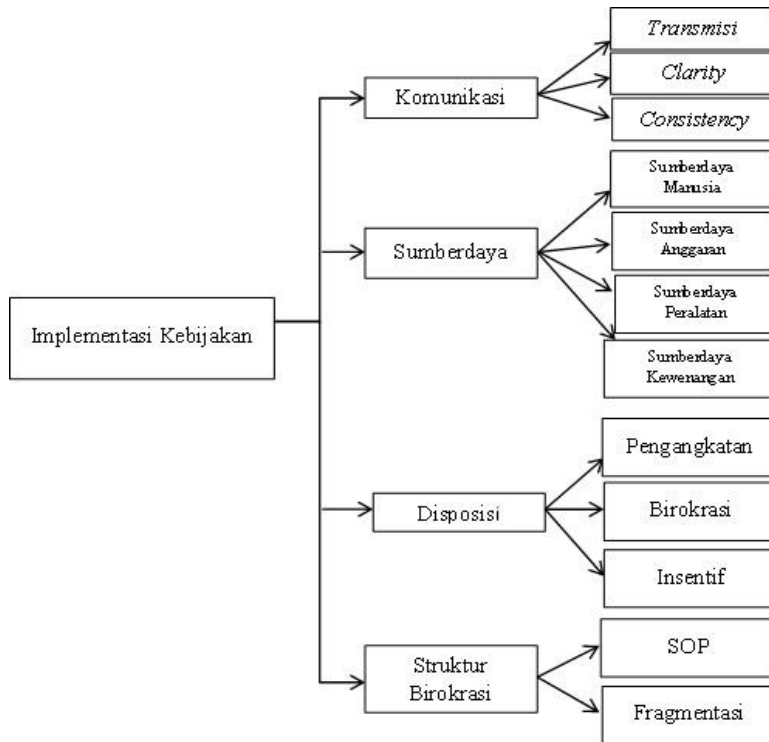 Implementasi Kebijakan
Komunikasi
Transmisi
Clarity
Consistency
Sumberdaya
Sumberdaya
Manusia
Sumberdaya
Anggaran
Sumberdaya
Peralatan
Sumberdaya
Kewenangan
Disposisi
Pengangkatan
Birokrasi
Insentif
Struktur
Birokrasi
SOP
Fragmentasi